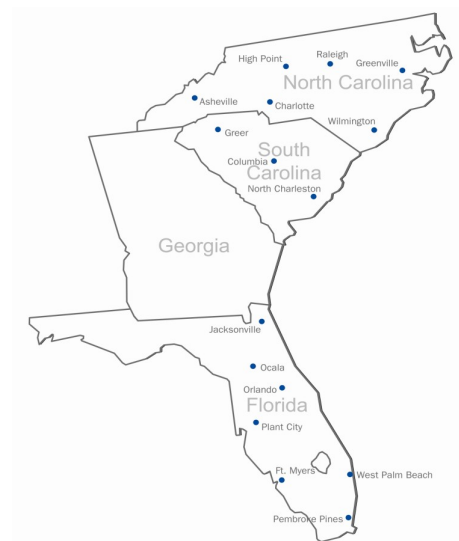 Raleigh
High Point
Greenville
North Carolina
Asheville
Charlotte
Wilmington
Greer
South
Carolina
Columbia
North Charleston
Georgia
Jacksonville
Ocala
Orlando
Florida
Plant City
Ft. Myers
West Palm Beach
Pembroke Pines